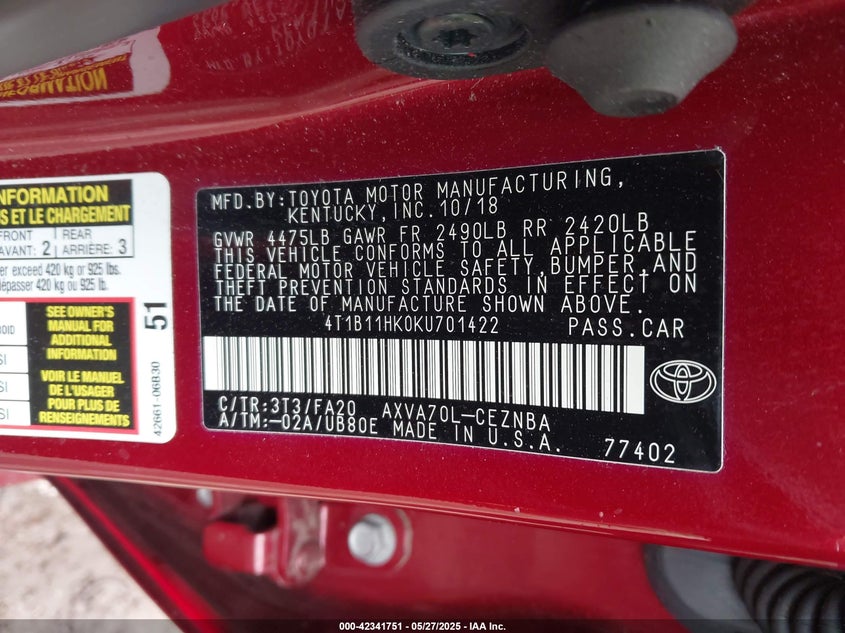 MFD.BY:TOYOTA MOTOR MANUFACTURING,
KENTUCKY,INC.10/18
GVWR 4475LB GAWR FR 2490LB RR 2420LB
THIS VEHICLE CONFORMS TO ALL APPLICABLE
FEDERAL MOTOR VEHICLE SAFETY,BUMPER,AND
THEFT PREVENTION STANDARDS IN EFFECT ON
THE DATE OF MANUFACTURE SHOWN ABOVE.
4T1B11HK0KU701422 PASS.CAR
C/TR:3T3/FA20 AXVA70L-CEZNBA
A/TM:-02A/UB80E MADE IN U.S.A.
77402
INFORMATION
ET LE CHARGEMENT
FRONT
AVANT: 2
REAR
ARRIÈRE: 3
exceed 420 kg or 925 lbs.
420 kg ou 925 lb.
SEE OWNER'S
MANUAL FOR
ADDITIONAL
INFORMATION
VOIR LE MANUEL
DE L'USAGER
POUR PLUS DE
RENSEIGNEMENTS
51
42661-06B30
000-42341751 - 05/27/2025 - IAA Inc.